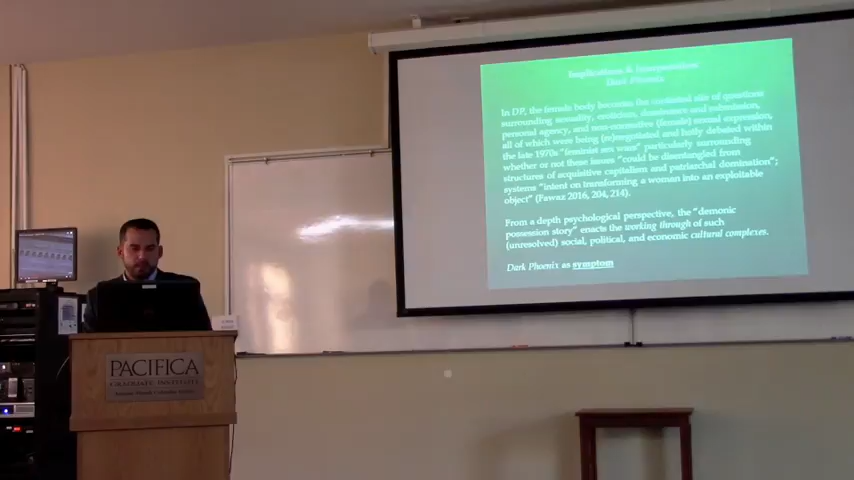 Implications & Interpretations
Dark Phoenix
In DP, the female body becomes the contested site of questions
surrounding sexuality, eroticism, dominance and submission,
personal agency, and non-normative (female) sexual expression,
all of which were being (re)negotiated and hotly debated within
the late 1970s "feminist sex wars" particularly surrounding
whether or not these issues "could be disentangled from
structures of acquisitive capitalism and patriarchal domination";
systems "intent on transforming a woman into an exploitable
object" (Fawaz 2016, 204, 214).
From a depth psychological perspective, the "demonic
possession story" enacts the working through of such
(unresolved) social, political, and economic cultural complexes.
Dark Phoenix as symptom
PACIFICA
GRADUATE INSTITUTE